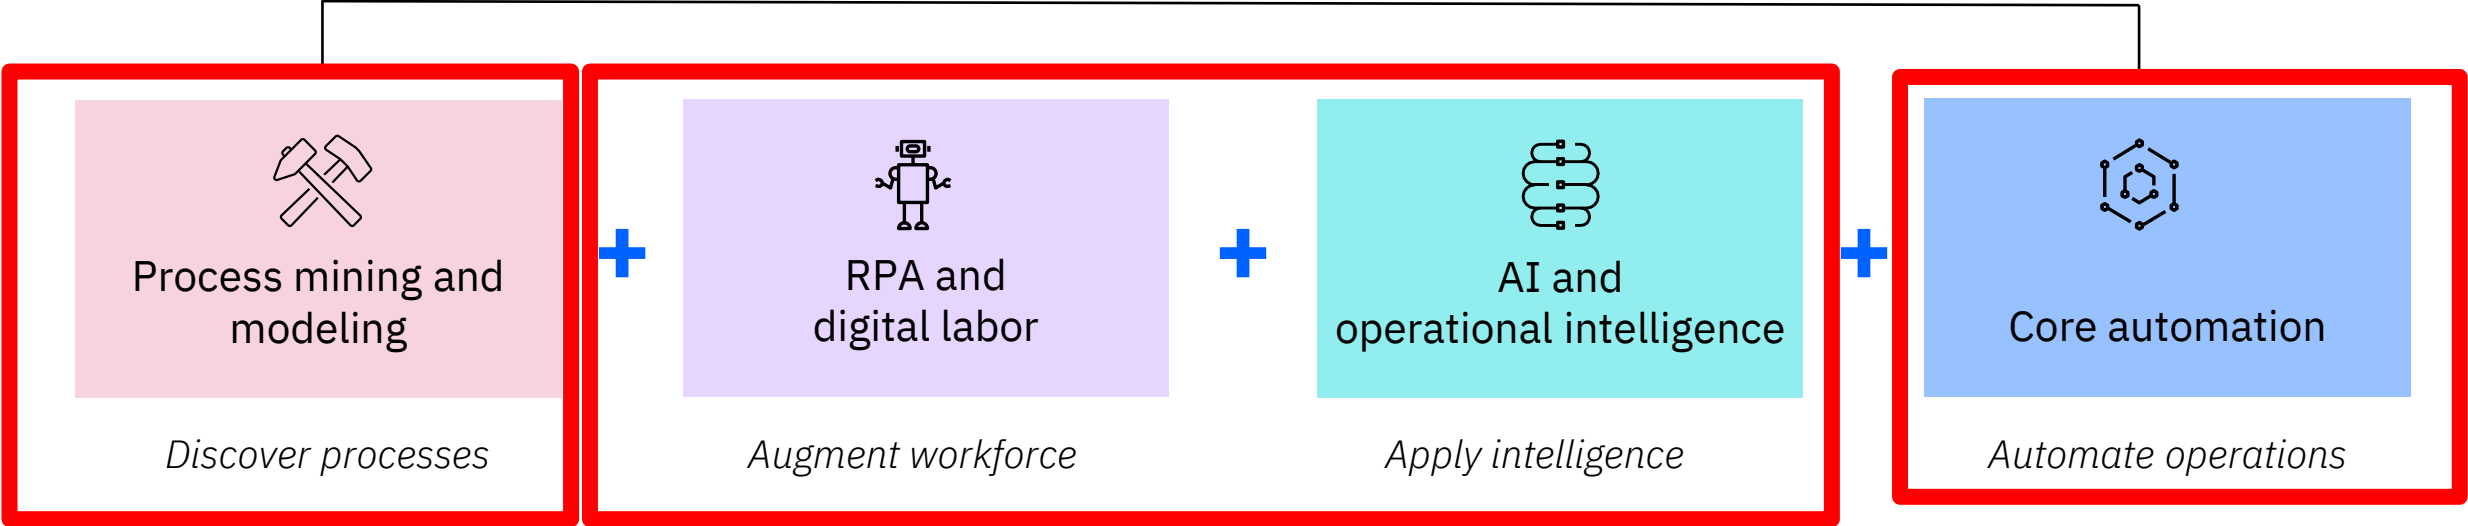 Process mining and
modeling
RPA and
digital labor
AI and
operational intelligence
Core automation
Discover processes
Augment workforce
Apply intelligence
Automate operations